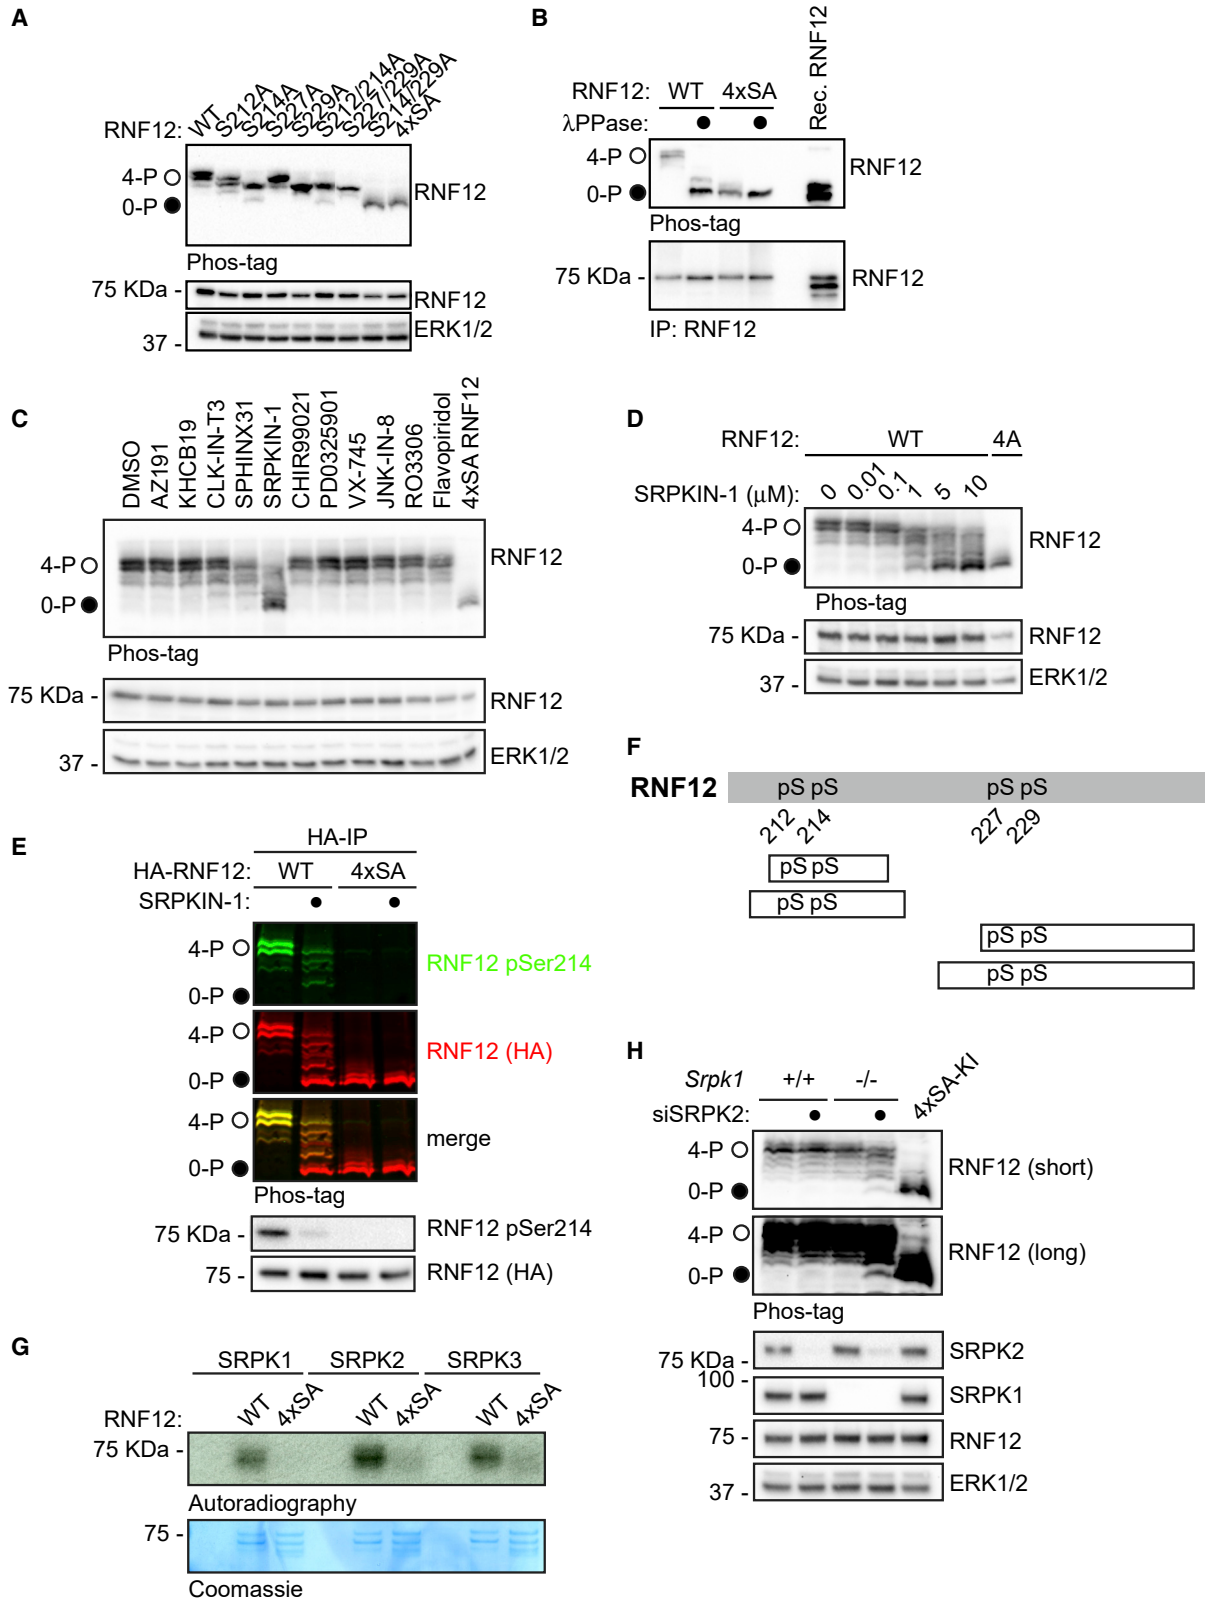 A
RNF12: WT S212A S214A S227A S229A S212/214A S227/229A S214/229A 4xSA
4-P
0-P
RNF12
Phos-tag
75 KDa -
RNF12
37 -
ERK1/2
B
RNF12: WT 4xSA Rec. RNF12
λPPase:
4-P
0-P
RNF12
Phos-tag
75 KDa -
RNF12
IP: RNF12
C
DMSO AZ191 KHCB19 CLK-IN-T3 SPHINX31 SRPKIN-1 CHIR99021 PD0325901 VX-745 JNK-IN-8 RO3306 Flavopiridol 4xSA RNF12
4-P
0-P
RNF12
Phos-tag
75 KDa -
RNF12
37 -
ERK1/2
D
RNF12: WT 4A
SRPKIN-1 (μM): 0 0.01 0.1 1 5 10
4-P
0-P
RNF12
Phos-tag
75 KDa -
RNF12
37 -
ERK1/2
E
HA-IP
HA-RNF12: WT 4xSA
SRPKIN-1:
4-P
0-P
RNF12 pSer214
4-P
0-P
RNF12 (HA)
4-P
0-P
merge
Phos-tag
75 KDa -
RNF12 pSer214
75 -
RNF12 (HA)
F
RNF12 pS pS pS pS
212 214 227 229
pS pS
pS pS
pS pS
pS pS
G
SRPK1 SRPK2 SRPK3
RNF12: WT 4xSA WT 4xSA WT 4xSA
75 KDa -
Autoradiography
75 -
Coomassie
H
Srpk1 +/+ -/- 4xSA-KI
siSRPK2:
4-P
0-P
RNF12 (short)
4-P
0-P
RNF12 (long)
Phos-tag
75 KDa -
SRPK2
100 -
SRPK1
75 -
RNF12
37 -
ERK1/2